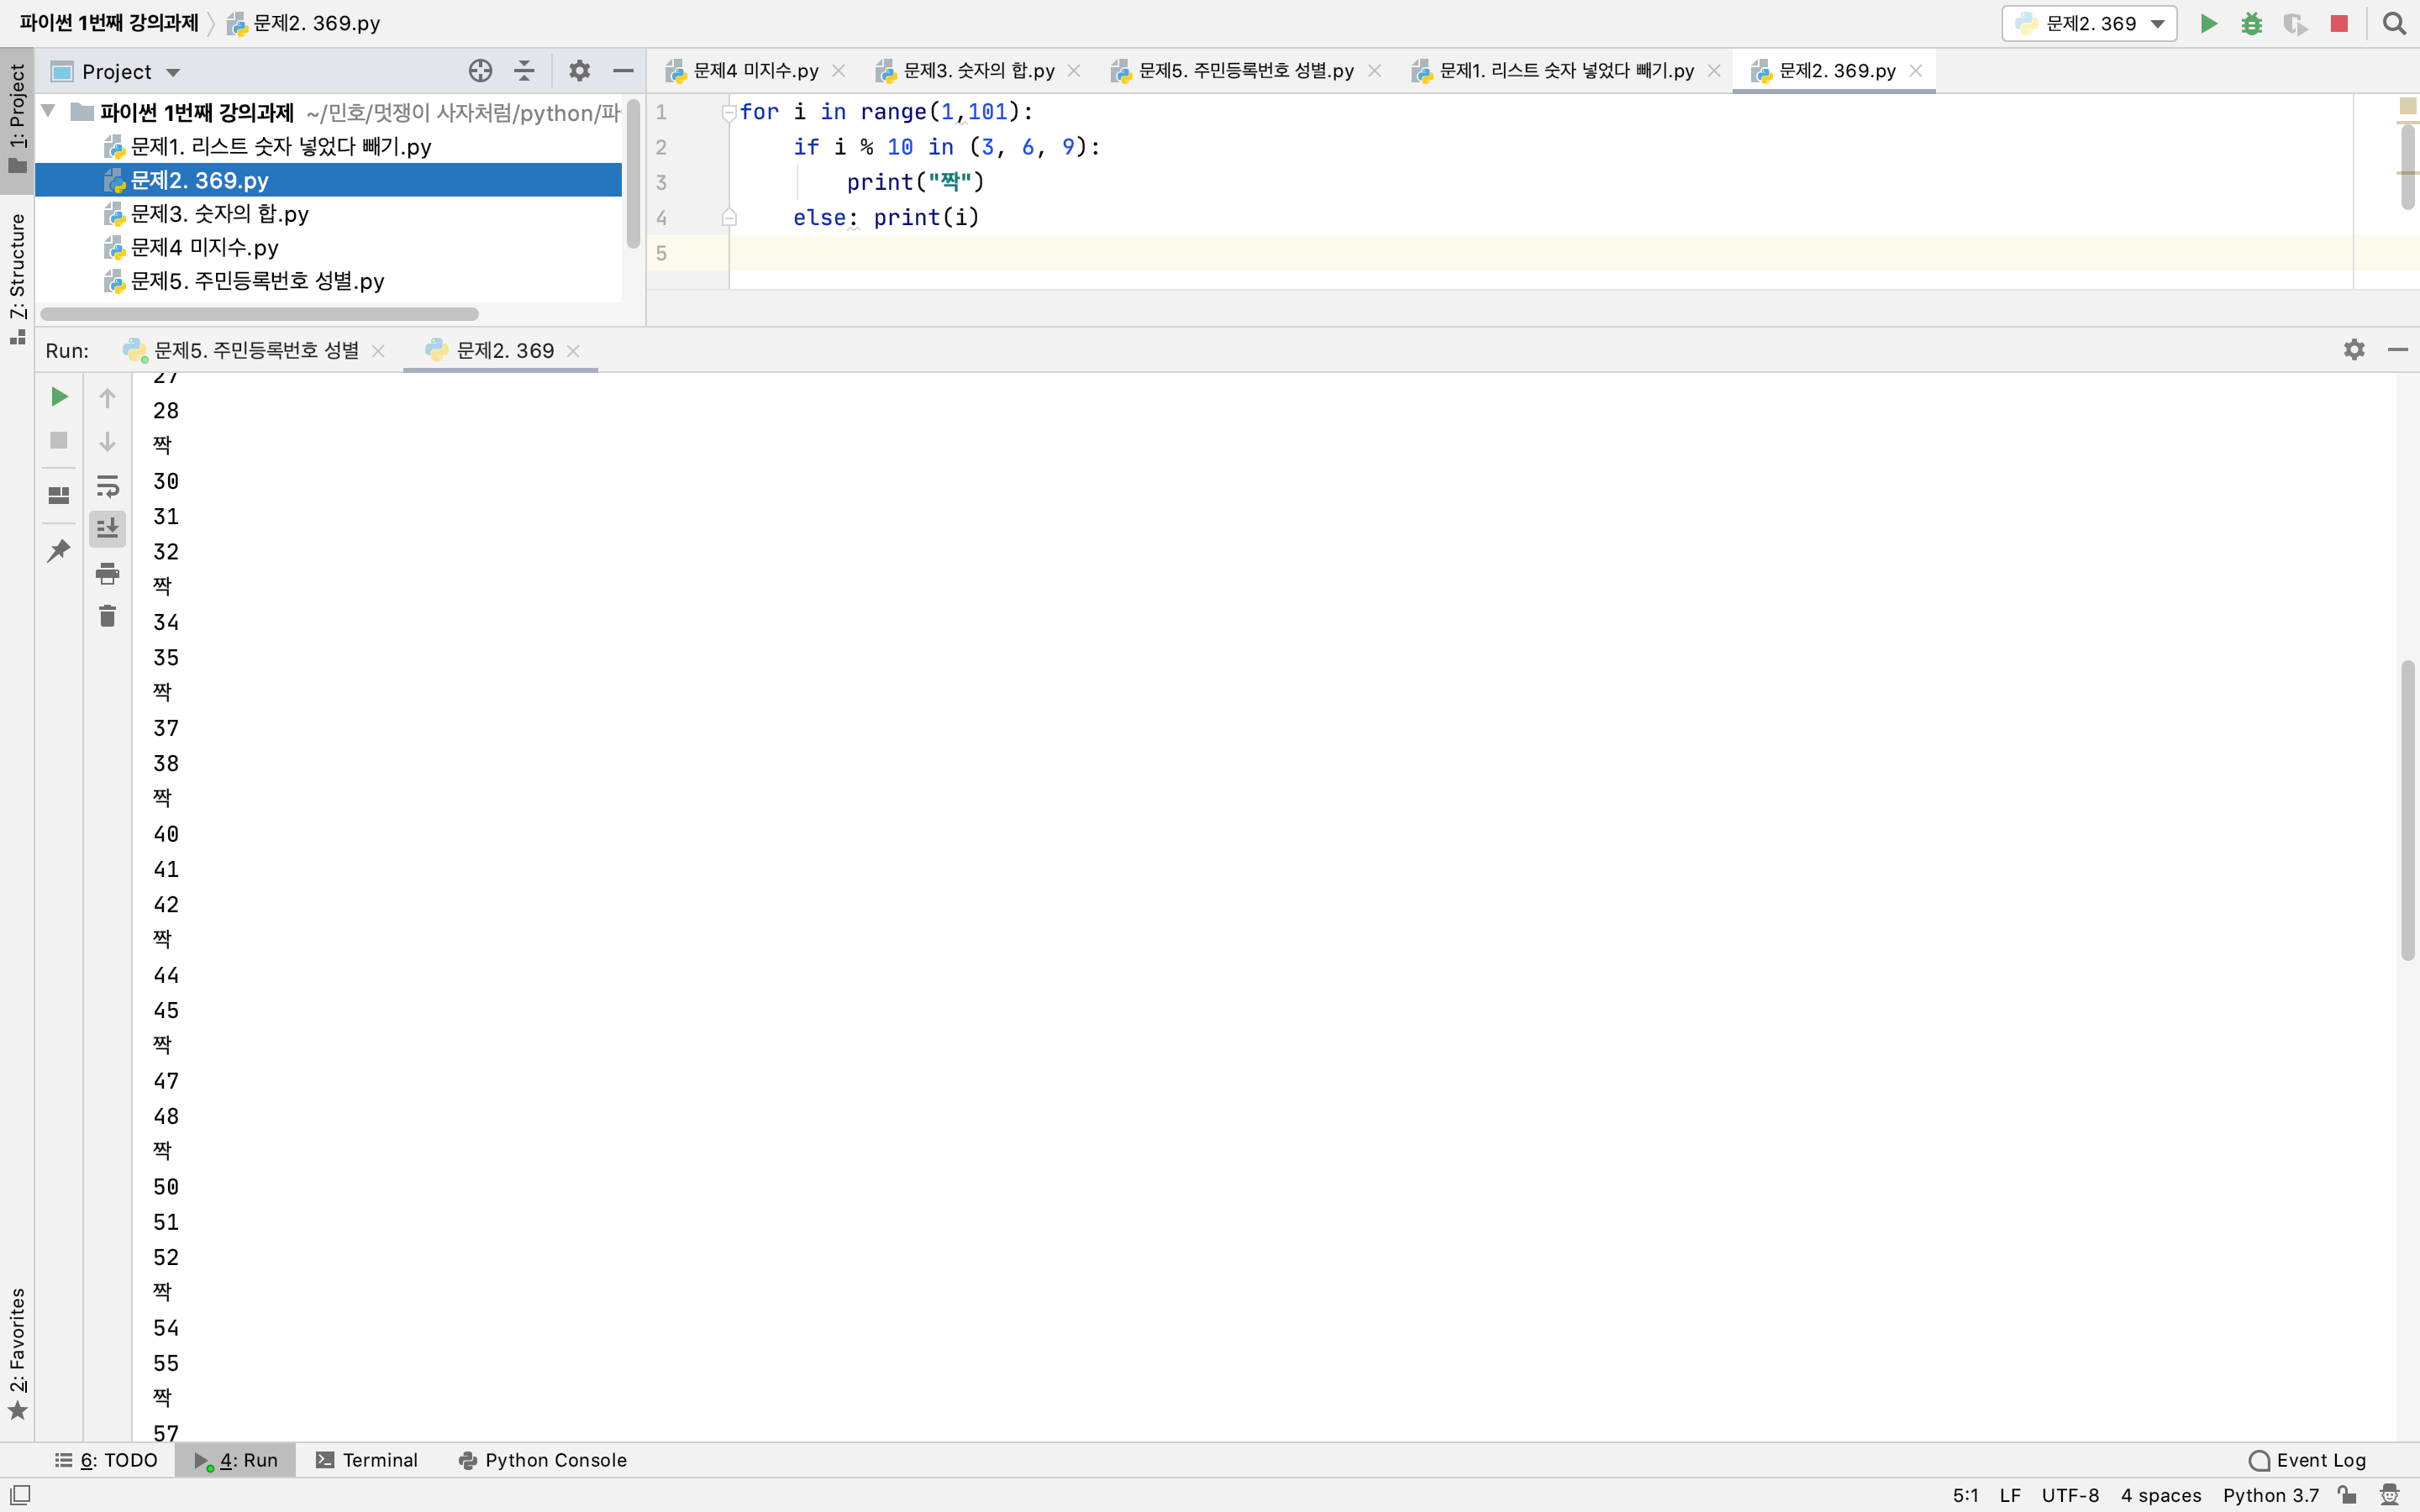 파이썬 1번째 강의과제 문제2. 369.py
문제2. 369
1: Project
Project
파이썬 1번째 강의과제 ~/민호/멋쟁이 사자처럼/python/파
문제1. 리스트 숫자 넣었다 빼기.py
문제2. 369.py
문제3. 숫자의 합.py
문제4 미지수.py
문제5. 주민등록번호 성별.py
7: Structure
문제4 미지수.py 문제3. 숫자의 합.py 문제5. 주민등록번호 성별.py 문제1. 리스트 숫자 넣었다 빼기.py 문제2. 369.py
1 for i in range(1,101):
2     if i % 10 in (3, 6, 9):
3         print("짝")
4     else: print(i)
5
Run: 문제5. 주민등록번호 성별 문제2. 369
27
28
짝
30
31
32
짝
34
35
짝
37
38
짝
40
41
42
짝
44
45
짝
47
48
짝
50
51
52
짝
54
55
짝
57
2: Favorites
6: TODO 4: Run Terminal Python Console Event Log
5:1 LF UTF-8 4 spaces Python 3.7